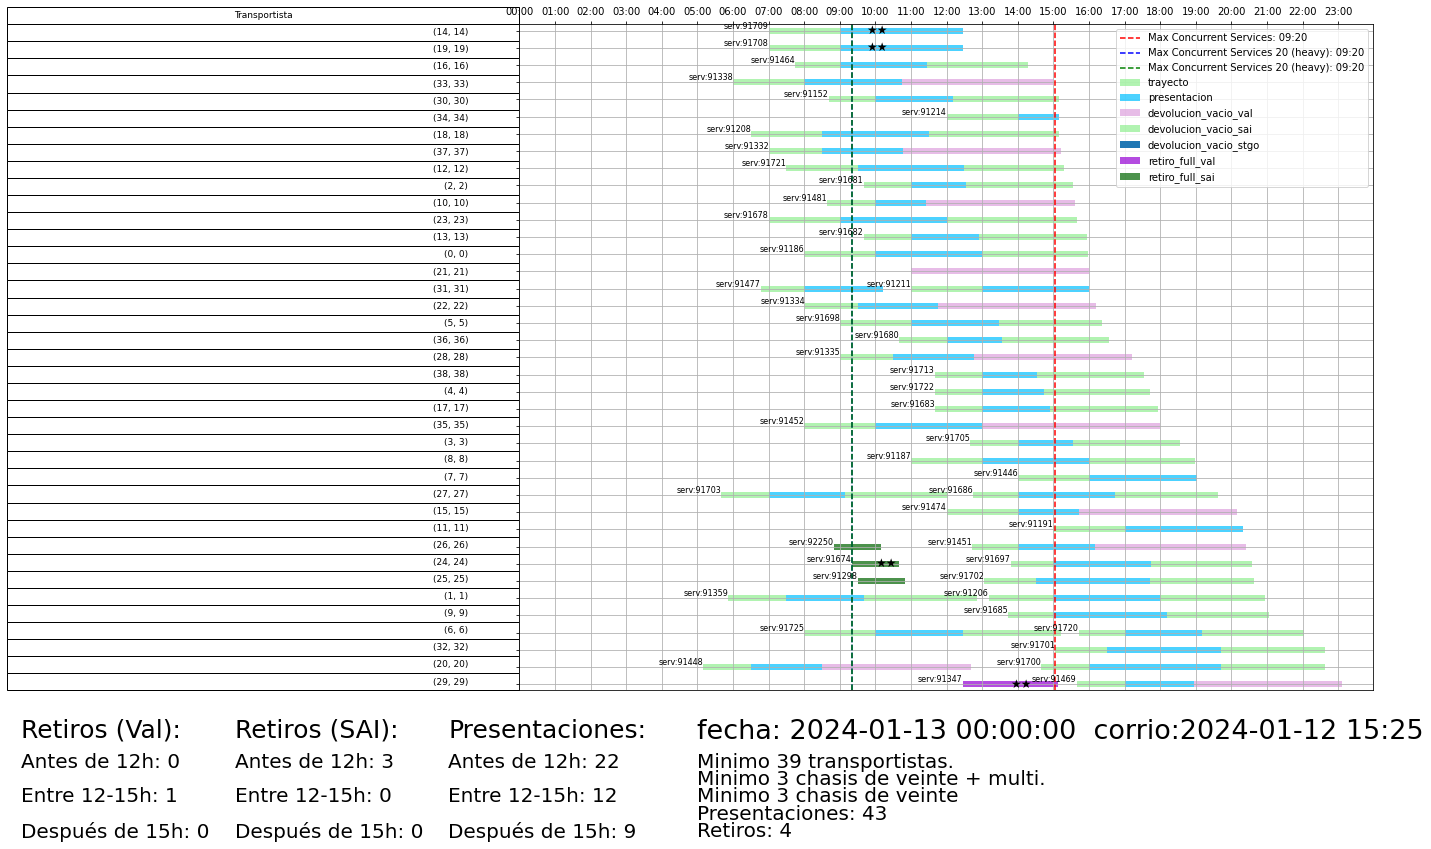 Transportista
00:00 01:00 02:00 03:00 04:00 05:00 06:00 07:00 08:00 09:00 10:00 11:00 12:00 13:00 14:00 15:00 16:00 17:00 18:00 19:00 20:00 21:00 22:00 23:00
(14, 14) serv:91709
(19, 19) serv:91708
(16, 16) serv:91464
(33, 33) serv:91338
(30, 30) serv:91152
(34, 34) serv:91214
(18, 18) serv:91208
(37, 37) serv:91332
(12, 12) serv:91721
(2, 2) serv:91681
(10, 10) serv:91481
(23, 23) serv:91678
(13, 13) serv:91682
(0, 0) serv:91186
(21, 21)
(31, 31) serv:91477 serv:91211
(22, 22) serv:91334
(5, 5) serv:91698
(36, 36) serv:91680
(28, 28) serv:91335
(38, 38) serv:91713
(4, 4) serv:91722
(17, 17) serv:91683
(35, 35) serv:91452
(3, 3) serv:91705
(8, 8) serv:91187
(7, 7) serv:91446
(27, 27) serv:91703 serv:91686
(15, 15) serv:91474
(11, 11) serv:91191
(26, 26) serv:92250 serv:91451
(24, 24) serv:91674 serv:91697
(25, 25) serv:91298 serv:91702
(1, 1) serv:91359 serv:91206
(9, 9) serv:91685
(6, 6) serv:91725 serv:91720
(32, 32) serv:91701
(20, 20) serv:91448 serv:91700
(29, 29) serv:91347 serv:91469
Max Concurrent Services: 09:20
Max Concurrent Services 20 (heavy): 09:20
Max Concurrent Services 20 (heavy): 09:20
trayecto
presentacion
devolucion_vacio_val
devolucion_vacio_sai
devolucion_vacio_stgo
retiro_full_val
retiro_full_sai
Retiros (Val):
Antes de 12h: 0
Entre 12-15h: 1
Después de 15h: 0
Retiros (SAI):
Antes de 12h: 3
Entre 12-15h: 0
Después de 15h: 0
Presentaciones:
Antes de 12h: 22
Entre 12-15h: 12
Después de 15h: 9
fecha: 2024-01-13 00:00:00 corrio:2024-01-12 15:25
Minimo 39 transportistas.
Minimo 3 chasis de veinte + multi.
Minimo 3 chasis de veinte
Presentaciones: 43
Retiros: 4